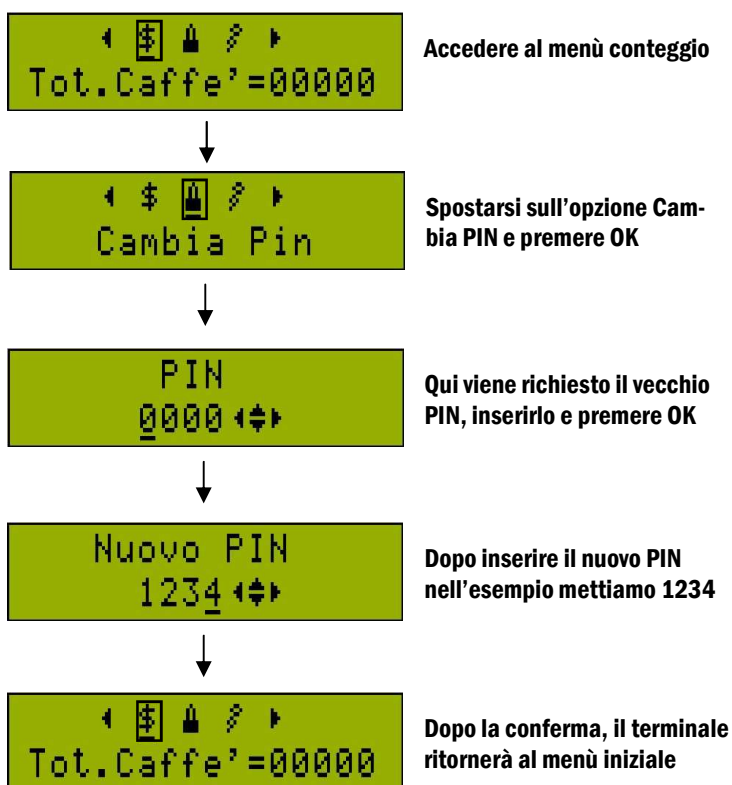 $
Tot.Caffe'=00000
Accedere al menù conteggio
$
Cambia Pin
Spostarsi sull’opzione Cam-
bia PIN e premere OK
PIN
0000
Qui viene richiesto il vecchio
PIN, inserirlo e premere OK
Nuovo PIN
1234
Dopo inserire il nuovo PIN
nell’esempio mettiamo 1234
$
Tot.Caffe'=00000
Dopo la conferma, il terminale
ritornerà al menù iniziale